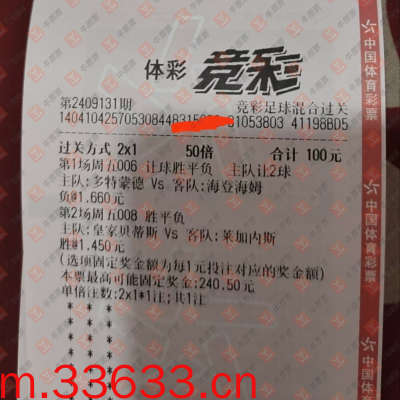 体彩 竞彩
第2409131期 竞彩足球混合过关
过关方式 2x1 50倍 合计 100元
第1场周五006 让球胜平负 主队让2球
主队:多特蒙德 Vs 客队:海登海姆
负@1.660元
第2场周五008 胜平负
主队:皇家贝蒂斯 Vs 客队:莱加内斯
胜@1.450元
(选项固定奖金额为每1元投注对应的奖金额)
本票最高可能固定奖金:240.50元
单倍注数:2x1*1注;共1注
中国体育彩票
中国体育彩票
m.33633.cn